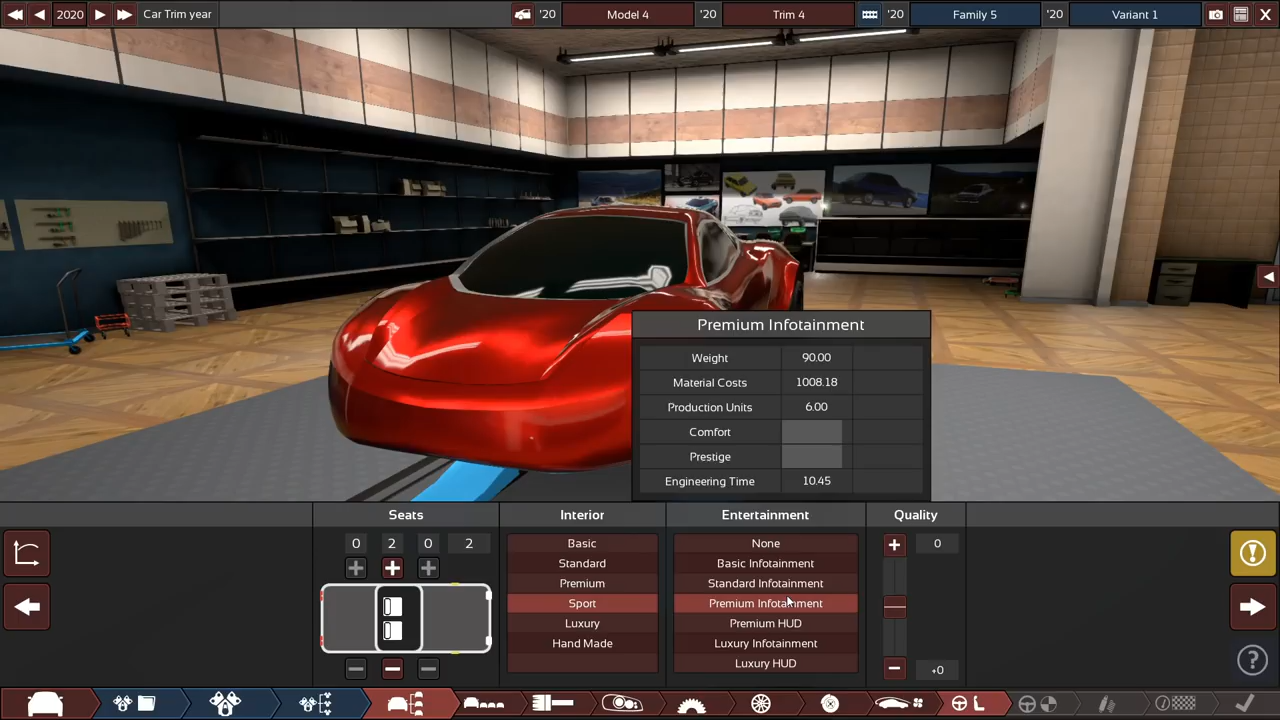 2020 Car Trim year '20 Model 4 '20 Trim 4 '20 Family 5 '20 Variant 1
Premium Infotainment
Weight 90.00
Material Costs 1008.18
Production Units 6.00
Comfort
Prestige
Engineering Time 10.45
Seats Interior Entertainment Quality
0 2 0 2 Basic None + 0
+ + + Standard Basic Infotainment
Premium Standard Infotainment
Sport Premium Infotainment
Luxury Premium HUD
Hand Made Luxury Infotainment
Luxury HUD
- - - - +0